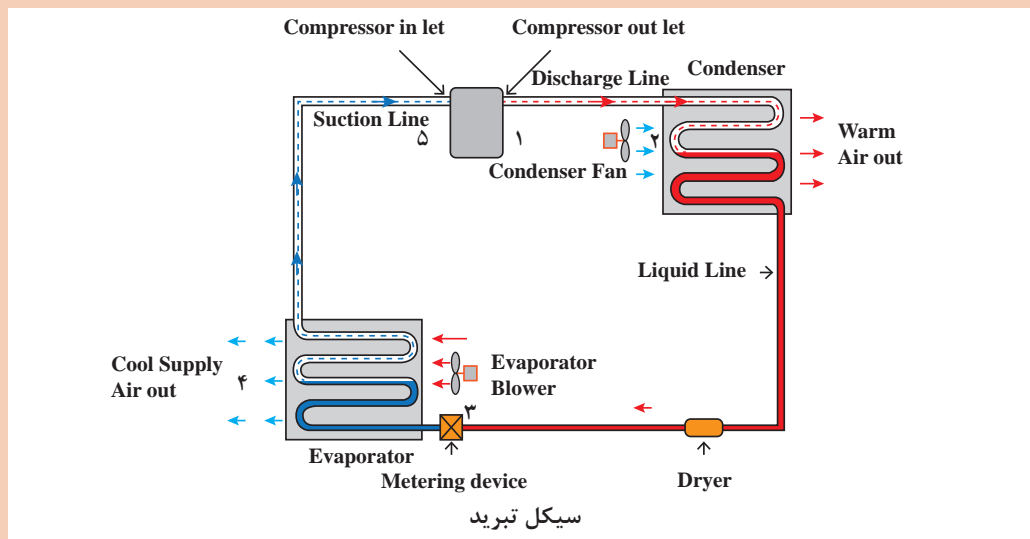 Compressor in let
Compressor out let
Discharge Line
Condenser
Suction Line
۵
۱
۲
Condenser Fan
Warm
Air out
Liquid Line
Cool Supply
Air out
۴
Evaporator
Blower
۳
Evaporator
Metering device
Dryer
سیکل تبرید